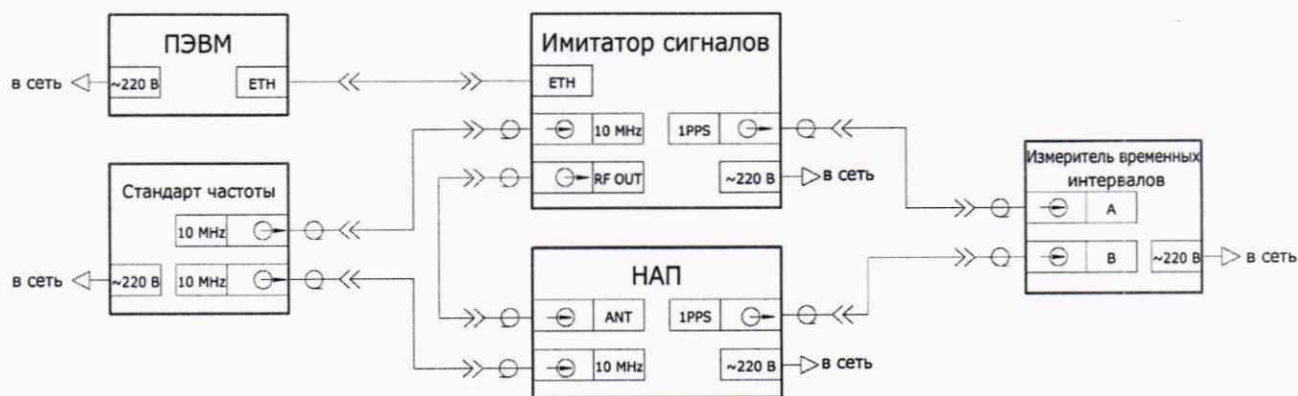 ПЭВМ
в сеть
~220 В
ETH
Имитатор сигналов
ETH
10 MHz
1PPS
RF OUT
~220 В
в сеть
Стандарт частоты
10 MHz
в сеть
~220 В
10 MHz
НАП
ANT
1PPS
10 MHz
~220 В
в сеть
Измеритель временных
интервалов
A
B
~220 В
в сеть